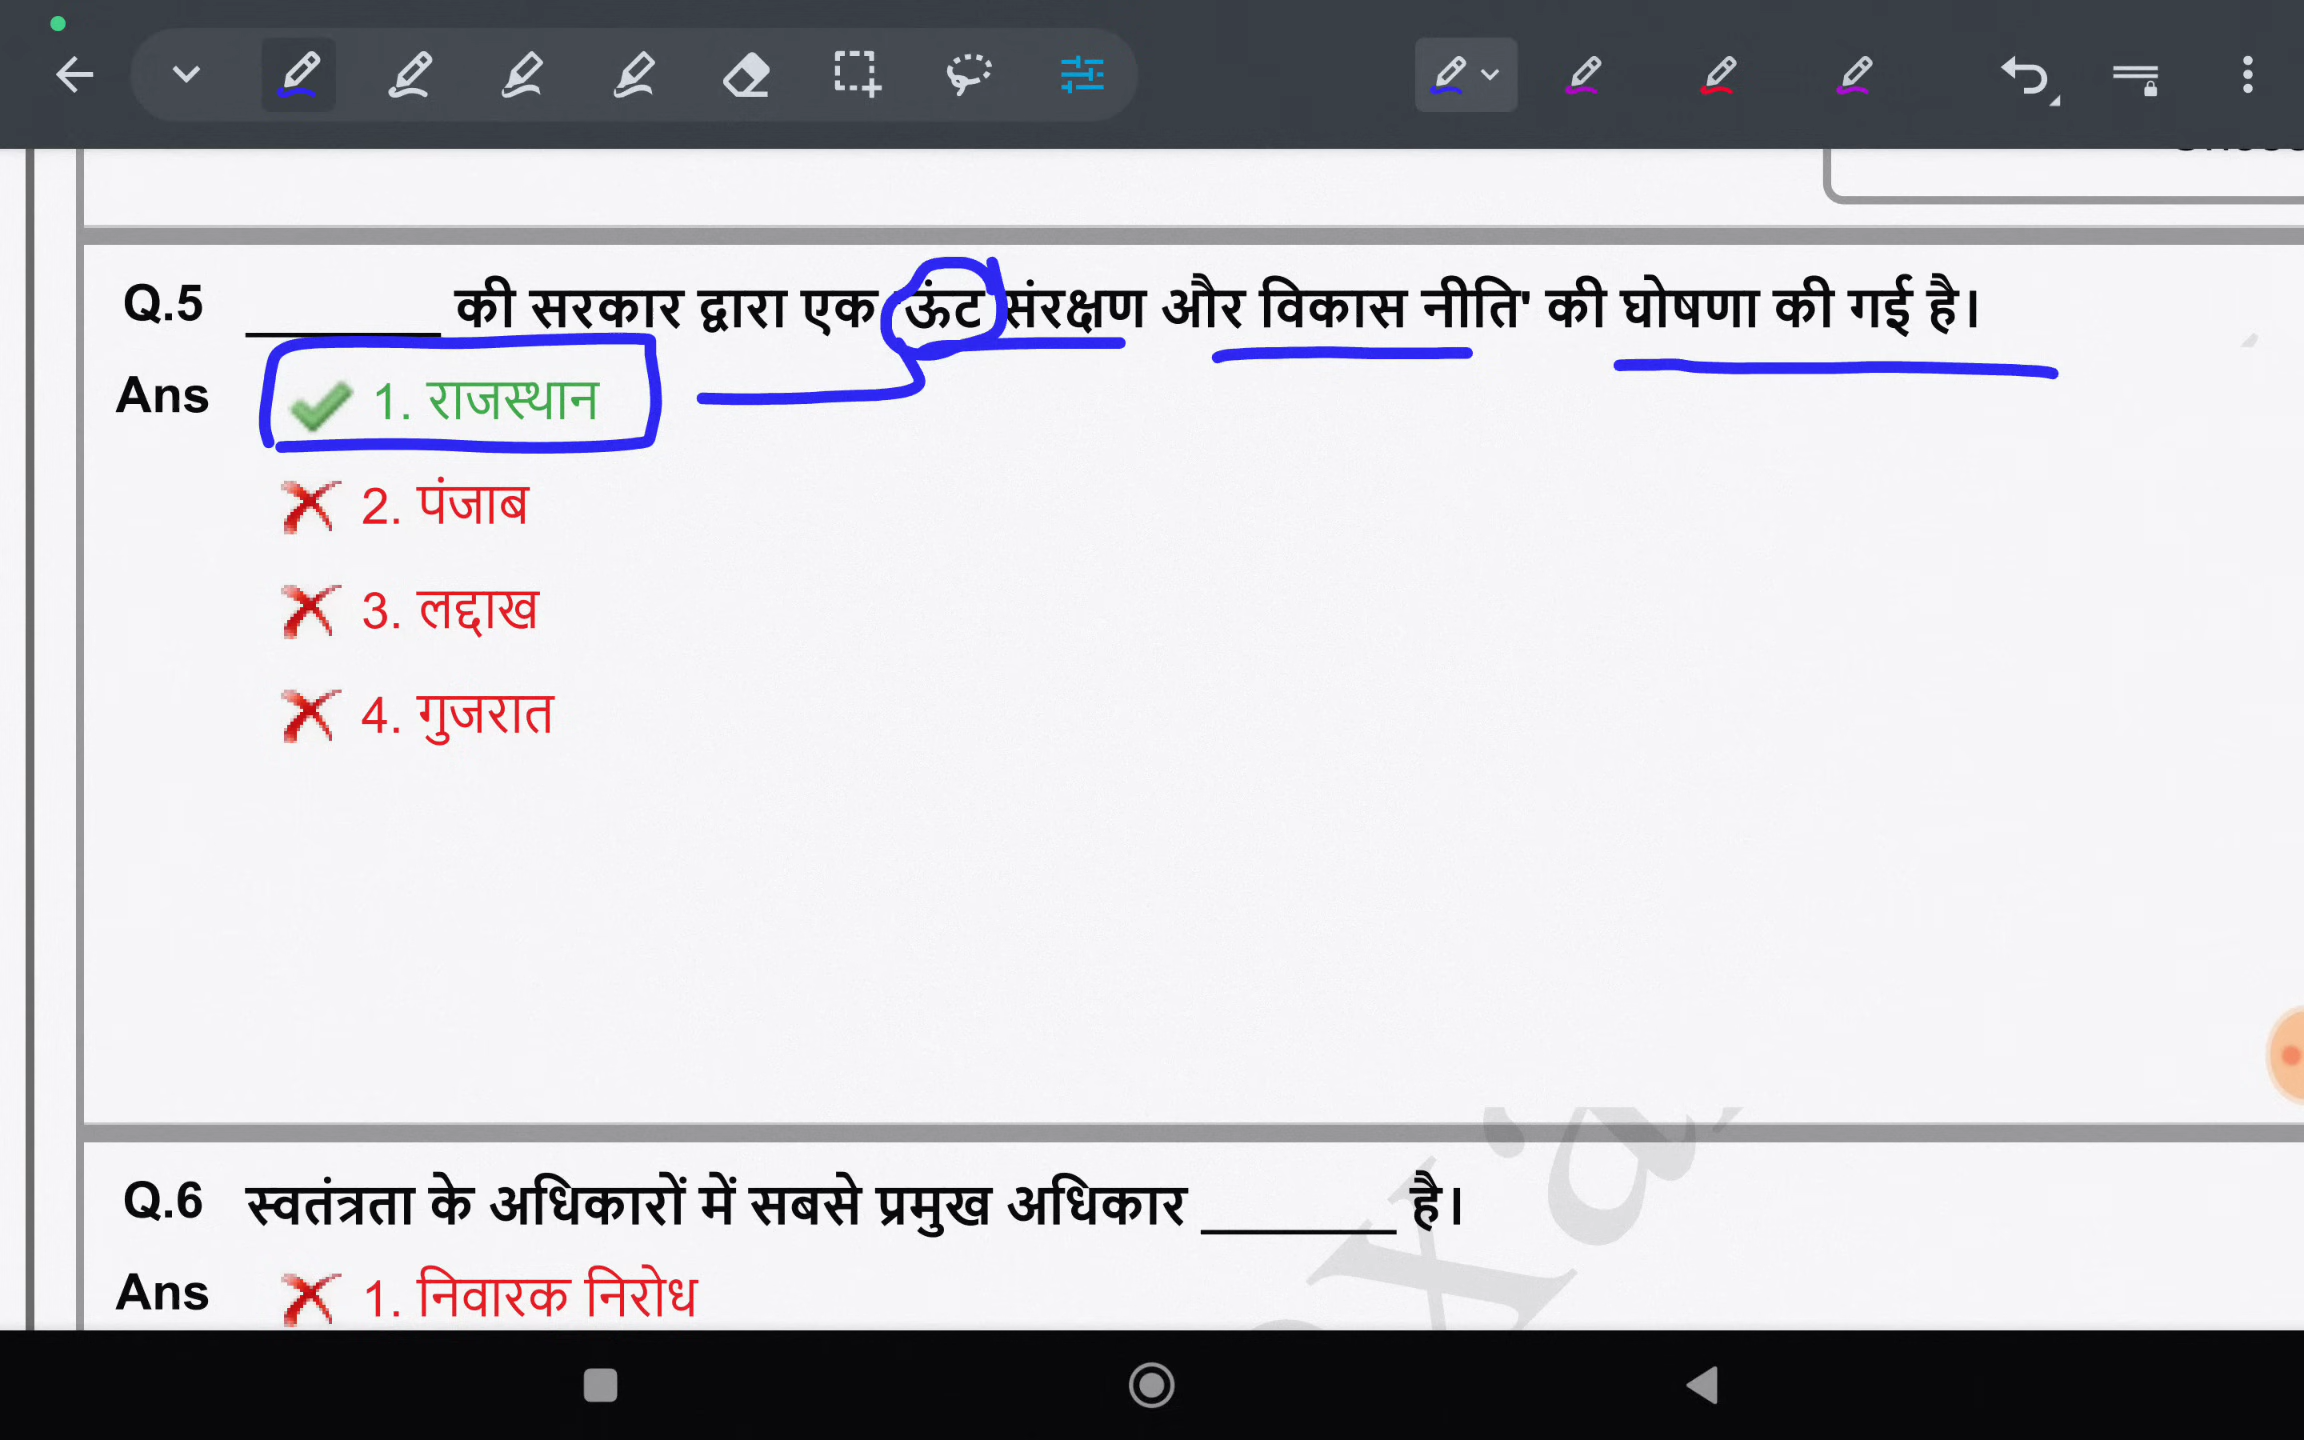 Q.5 ________ की सरकार द्वारा एक 'ऊंट संरक्षण और विकास नीति' की घोषणा की गई है।
Ans 1. राजस्थान
2. पंजाब
3. लद्दाख
4. गुजरात
Q.6 स्वतंत्रता के अधिकारों में सबसे प्रमुख अधिकार ________ है।
Ans 1. निवारक निरोध